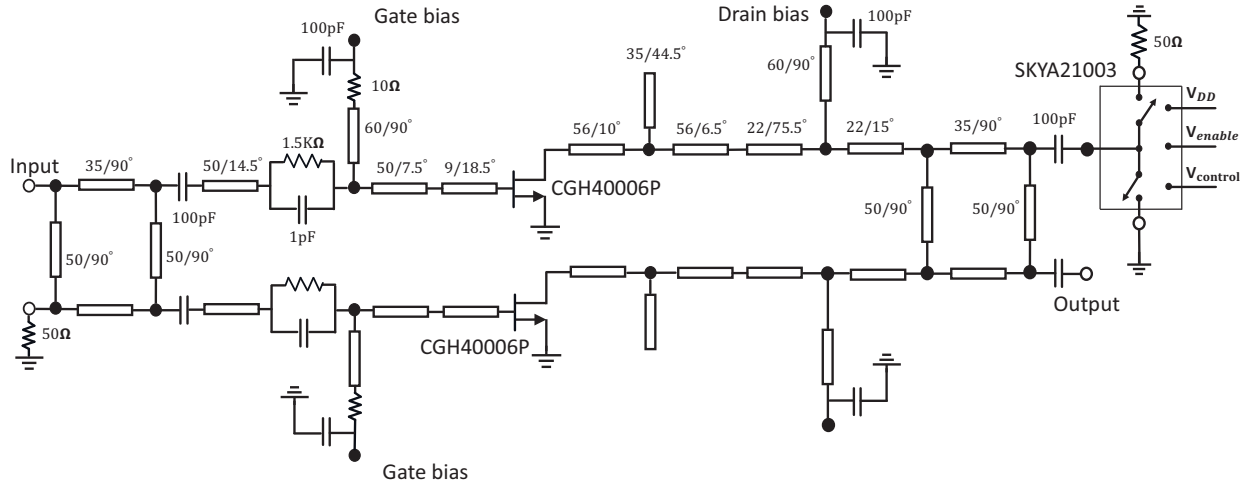 Gate bias
Drain bias
100pF
100pF
50Ω
35/44.5°
SKYA21003
10Ω
60/90°
V_DD
60/90°
56/10°
56/6.5°
22/75.5°
22/15°
35/90°
100pF
V_enable
1.5KΩ
Input
35/90°
50/14.5°
50/7.5°
9/18.5°
CGH40006P
V_control
100pF
50/90°
50/90°
1pF
50/90°
50/90°
Output
50Ω
CGH40006P
Gate bias